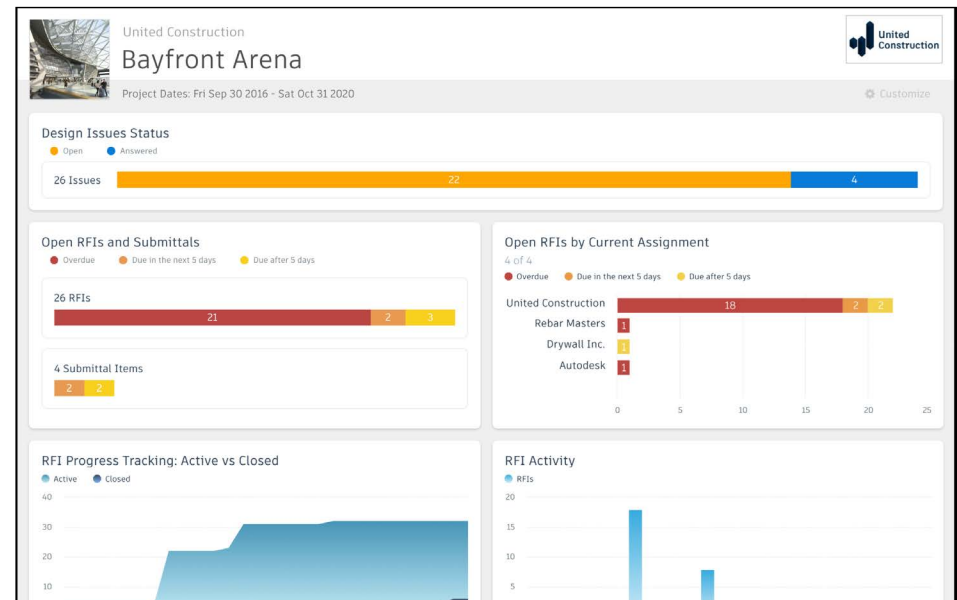 United Construction
Bayfront Arena
United
Construction
Project Dates: Fri Sep 30 2016 - Sat Oct 31 2020
Customize
Design Issues Status
Open Answered
26 Issues 22 4
Open RFIs and Submittals
Overdue Due in the next 5 days Due after 5 days
26 RFIs
21 2 3
4 Submittal Items
2 2
Open RFIs by Current Assignment
4 of 4
Overdue Due in the next 5 days Due after 5 days
United Construction 18 2 2
Rebar Masters 1
Drywall Inc. 1
Autodesk 1
0 5 10 15 20 25
RFI Progress Tracking: Active vs Closed
Active Closed
40
30
20
10
RFI Activity
RFIs
20
15
10
5